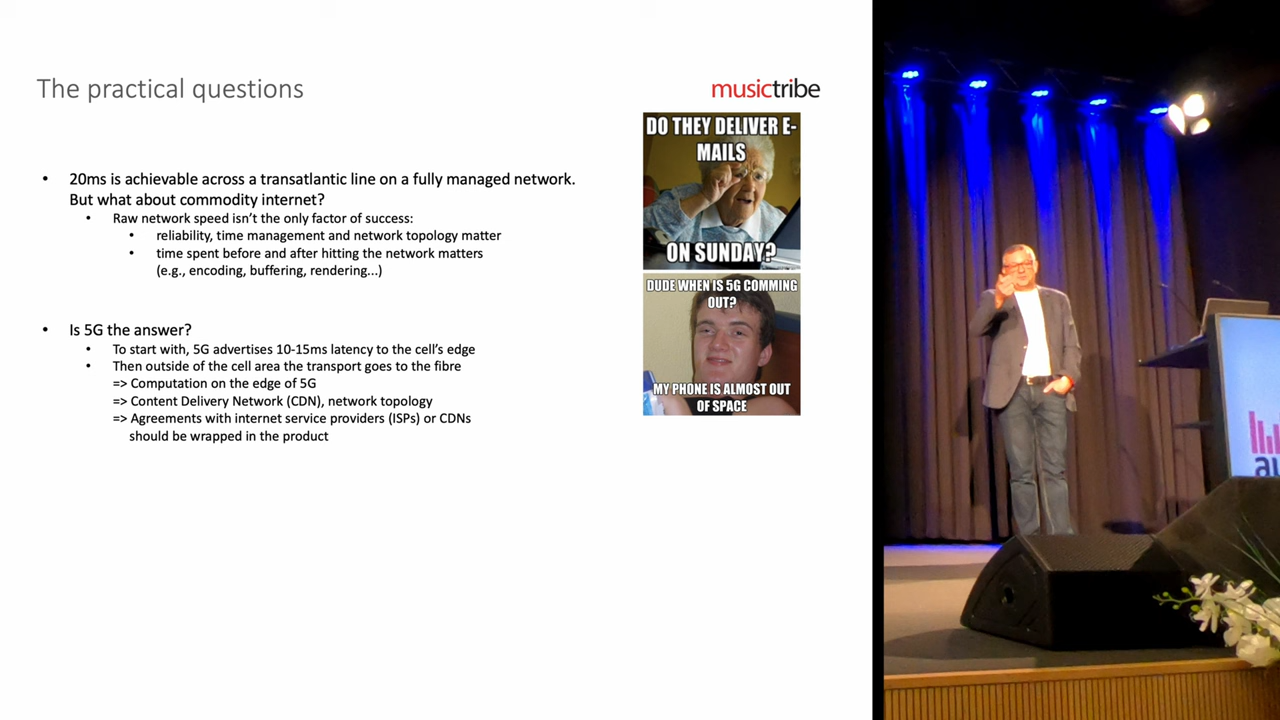 The practical questions
musictribe
• 20ms is achievable across a transatlantic line on a fully managed network.
But what about commodity internet?
• Raw network speed isn’t the only factor of success:
• reliability, time management and network topology matter
• time spent before and after hitting the network matters
(e.g., encoding, buffering, rendering...)
• Is 5G the answer?
• To start with, 5G advertises 10-15ms latency to the cell’s edge
• Then outside of the cell area the transport goes to the fibre
=> Computation on the edge of 5G
=> Content Delivery Network (CDN), network topology
=> Agreements with internet service providers (ISPs) or CDNs
should be wrapped in the product
DO THEY DELIVER E-
MAILS
ON SUNDAY?
DUDE WHEN IS 5G COMMING
OUT?
MY PHONE IS ALMOST OUT
OF SPACE